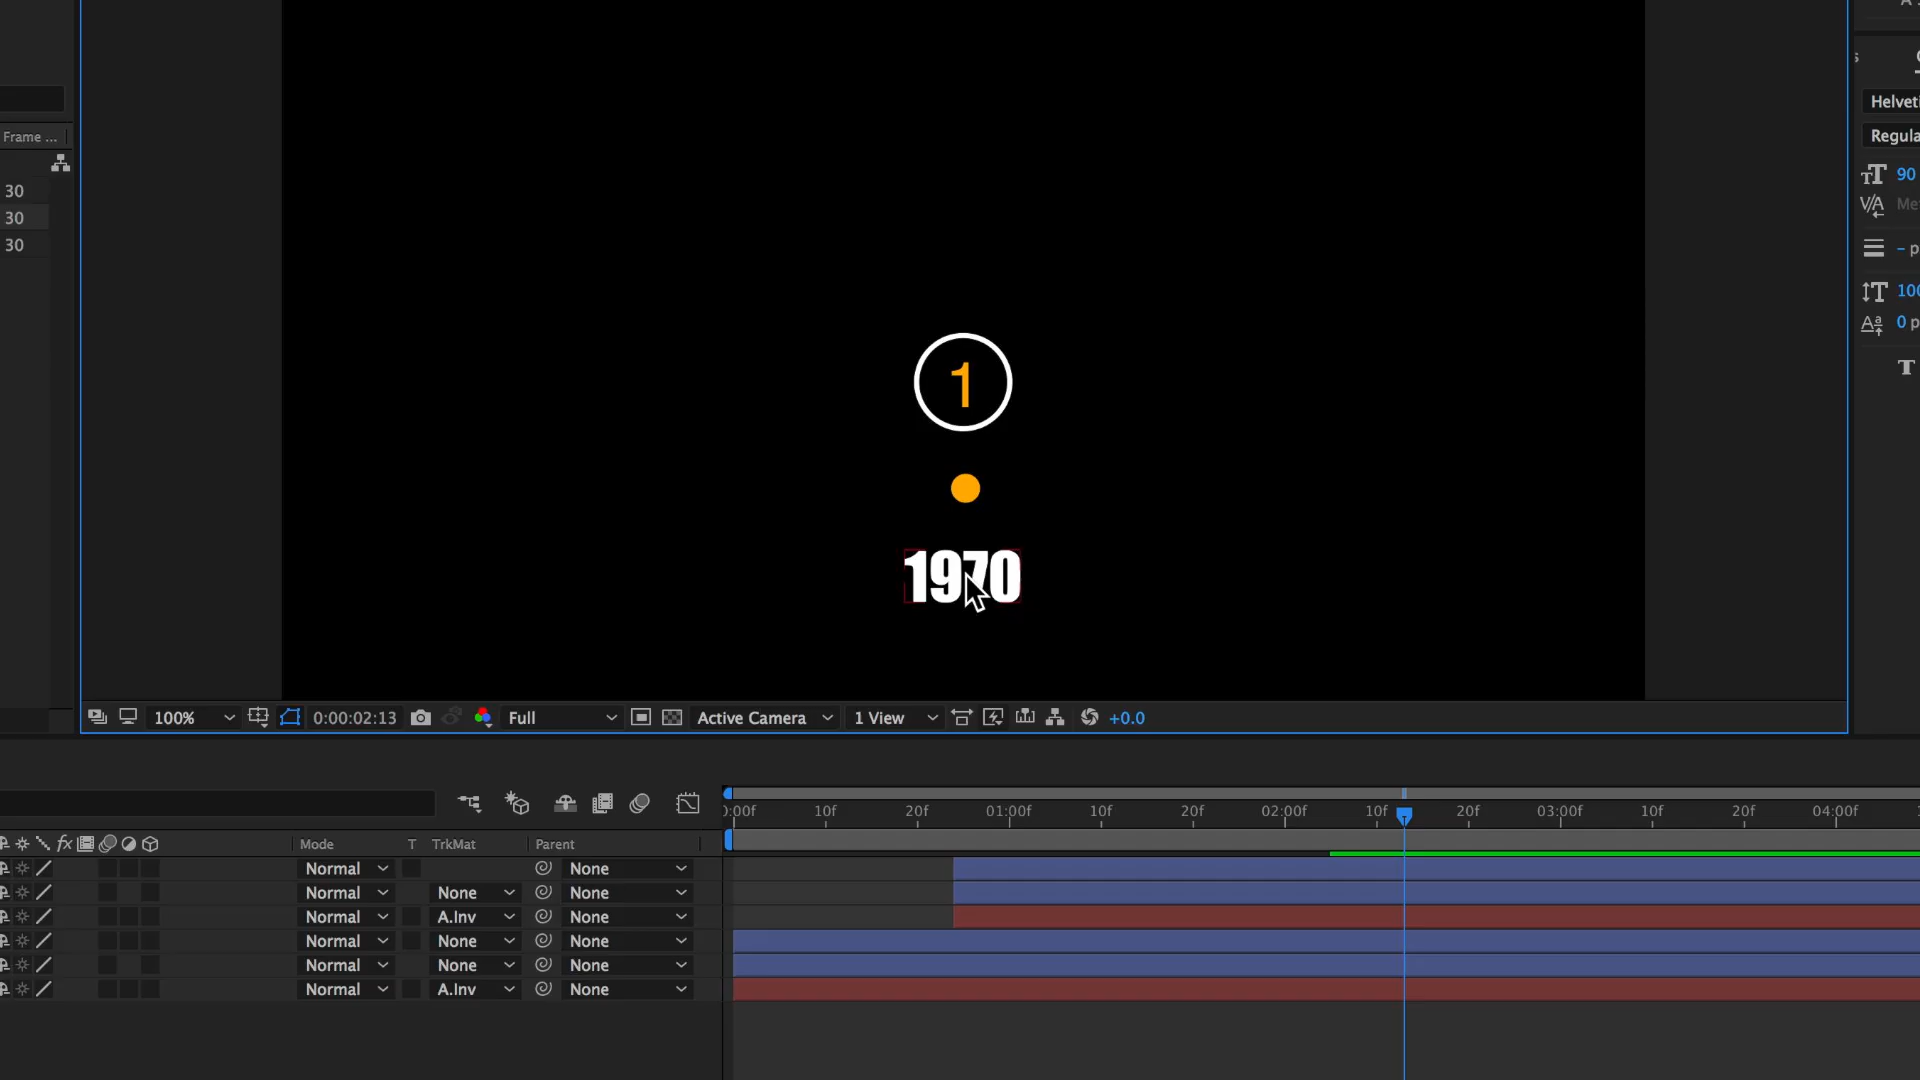 Helveti
Frame ...
Regula
90
30
Me
30
– p
30
100
0 p
T
1
1970
100%
0:00:02:13
Full
Active Camera
1 View
+0.0
0:00f 10f 20f 01:00f 10f 20f 02:00f 10f 20f 03:00f 10f 20f 04:00f
fx Mode T TrkMat Parent
Normal None
Normal None None
Normal A.Inv None
Normal None None
Normal None None
Normal A.Inv None